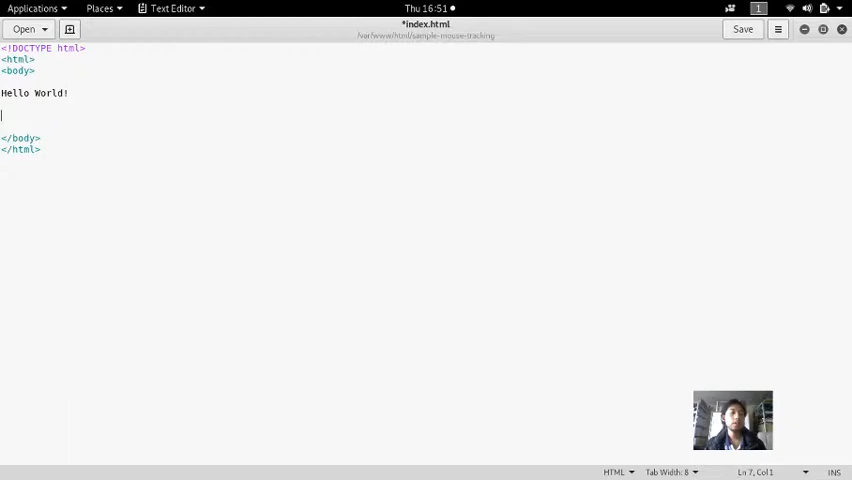 Applications Places Text Editor Thu 16:51 1
Open *index.html Save
/var/www/html/sample-mouse-tracking
<!DOCTYPE html>
<html>
<body>
Hello World!
</body>
</html>
HTML Tab Width: 8 Ln 7, Col 1 INS